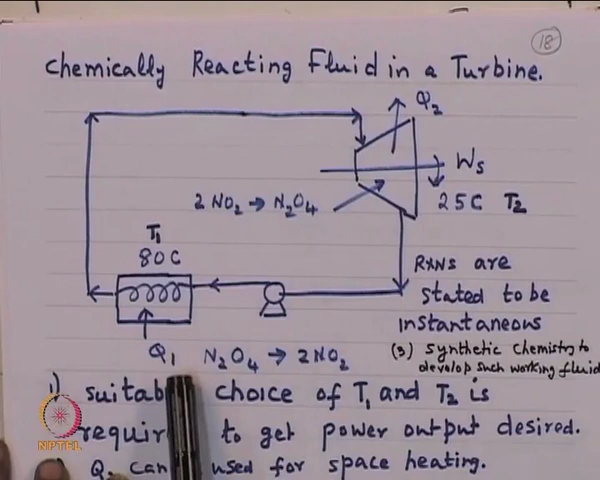 18
Chemically Reacting Fluid in a Turbine.
Q2
Ws
2NO2 → N2O4
25C T2
T1
80C
RXNS are
stated to be
instantaneous
Q1 N2O4 → 2NO2
(3) Synthetic Chemistry to
develop such working fluid
1) suitab choice of T1 and T2 is
requir to get power output desired.
Q can used for space heating.
NPTEL